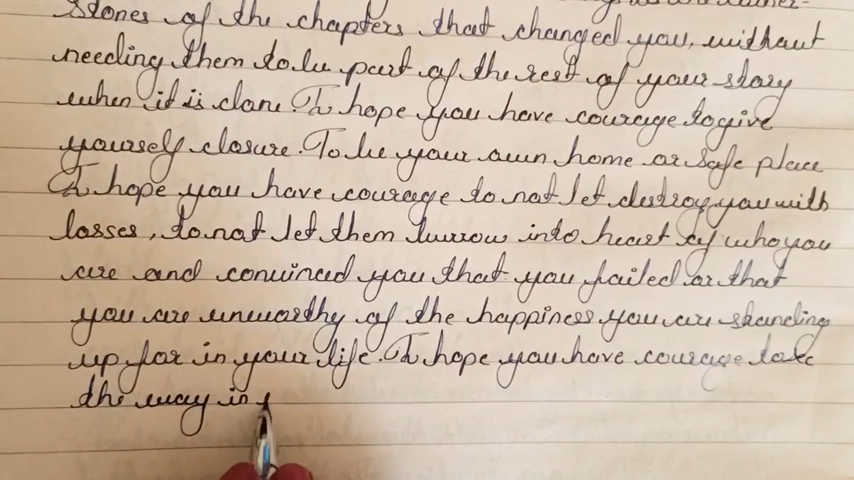 stones of the chapters that changed you, without
needing them to be part of the rest of your story
when it is done. I hope you have courage to give
yourself closure. To be your own home or safe place
I hope you have courage to not let destroy you with
losses, to not let them burrow into heart of who you
are and convinced you that you failed or that
you are unworthy of the happiness you are standing
up for in your life. I hope you have courage to see
the way in